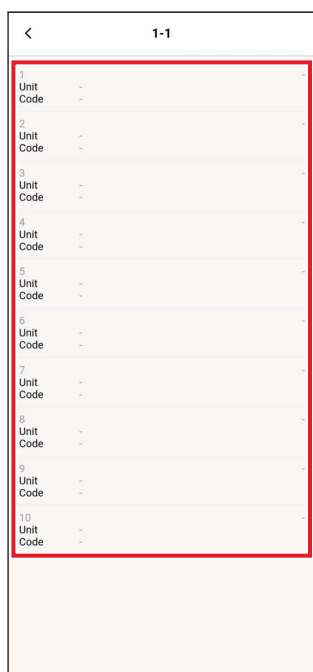 1-1
1 -
Unit -
Code -
2 -
Unit -
Code -
3 -
Unit -
Code -
4 -
Unit -
Code -
5 -
Unit -
Code -
6 -
Unit -
Code -
7 -
Unit -
Code -
8 -
Unit -
Code -
9 -
Unit -
Code -
10 -
Unit -
Code -